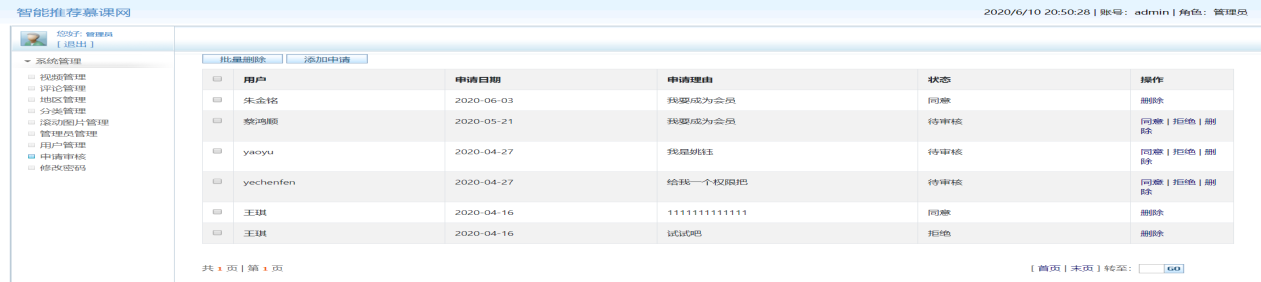 智能推荐慕课网 2020/6/10 20:50:28 | 账号: admin | 角色: 管理员
您好: 管理员
[ 退出 ]
系统管理
视频管理
评论管理
地区管理
分类管理
滚动图片管理
管理员管理
用户管理
申请审核
修改密码
批量删除 添加申请
用户 申请日期 申请理由 状态 操作
朱金铭 2020-06-03 我要成为会员 同意 删除
蔡鸿顺 2020-05-21 我要成为会员 待审核 同意 | 拒绝 | 删
除
yaoyu 2020-04-27 我是姚钰 待审核 同意 | 拒绝 | 删
除
yechenfen 2020-04-27 给我一个权限把 待审核 同意 | 拒绝 | 删
除
王琪 2020-04-16 1111111111111 同意 删除
王琪 2020-04-16 试试吧 拒绝 删除
共 1 页 | 第 1 页 [ 首页 | 末页 ] 转至: GO